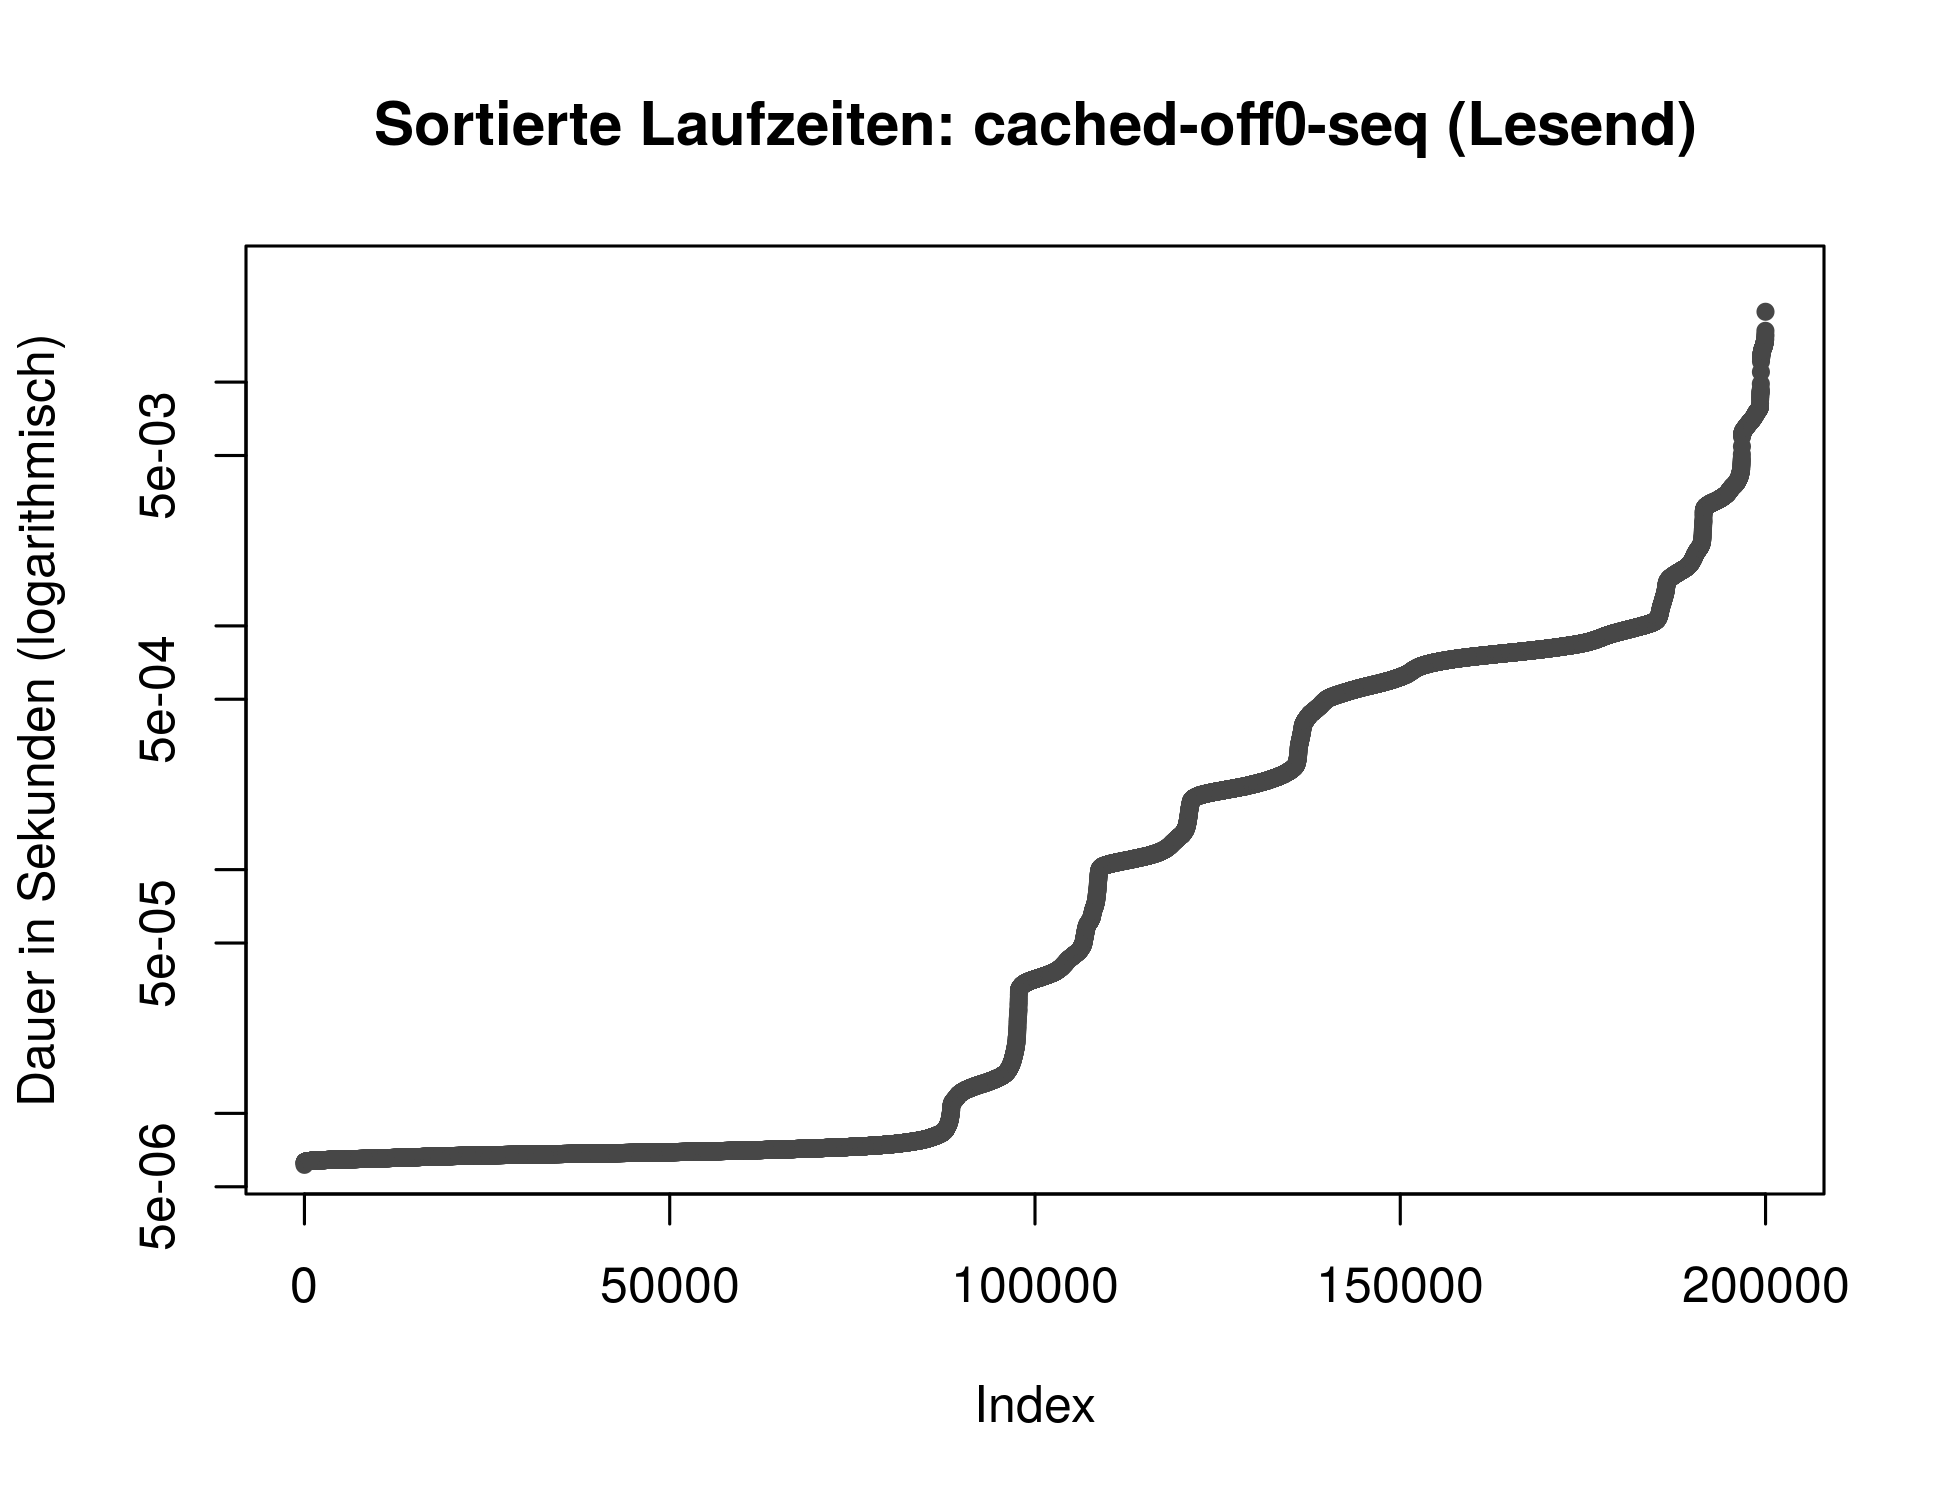 Sortierte Laufzeiten: cached-off0-seq (Lesend)
Dauer in Sekunden (logarithmisch)
5e-03
5e-04
5e-05
5e-06
0 50000 100000 150000 200000
Index